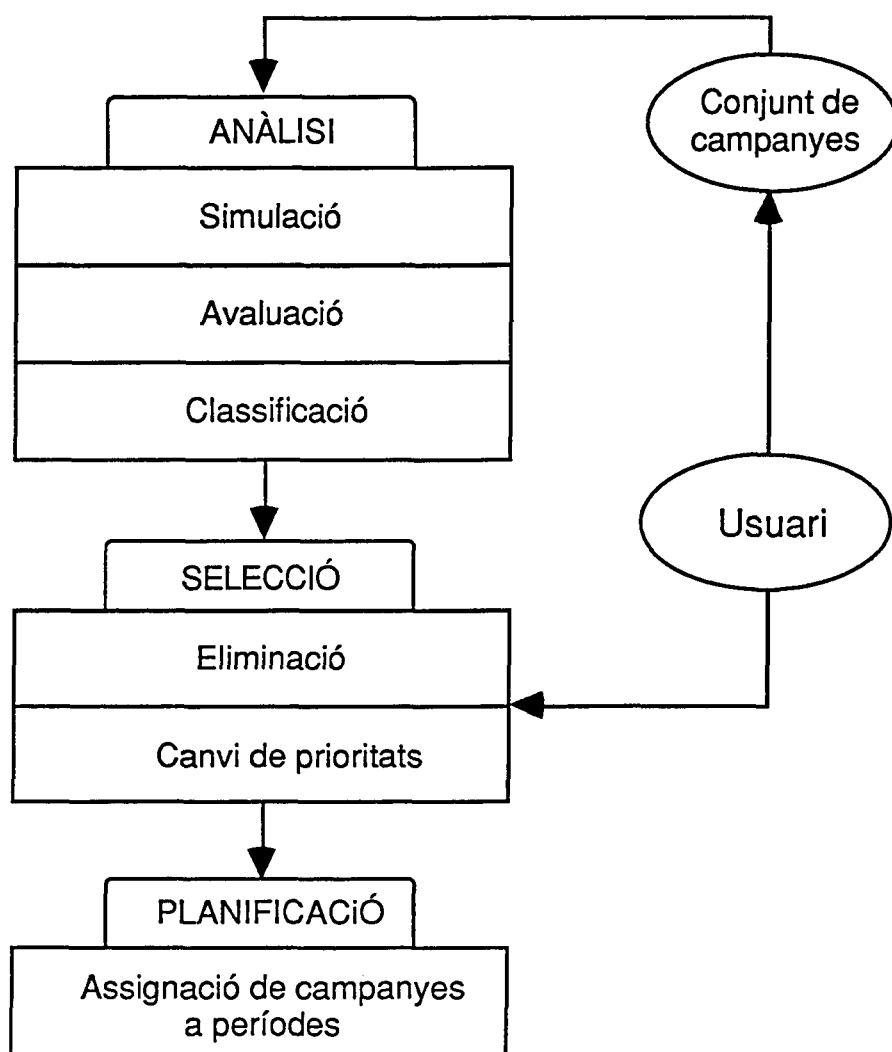 Conjunt de
campanyes
ANÀLISI
Simulació
Avaluació
Classificació
Usuari
SELECCIÓ
Eliminació
Canvi de prioritats
PLANIFICACiÓ
Assignació de campanyes
a períodes